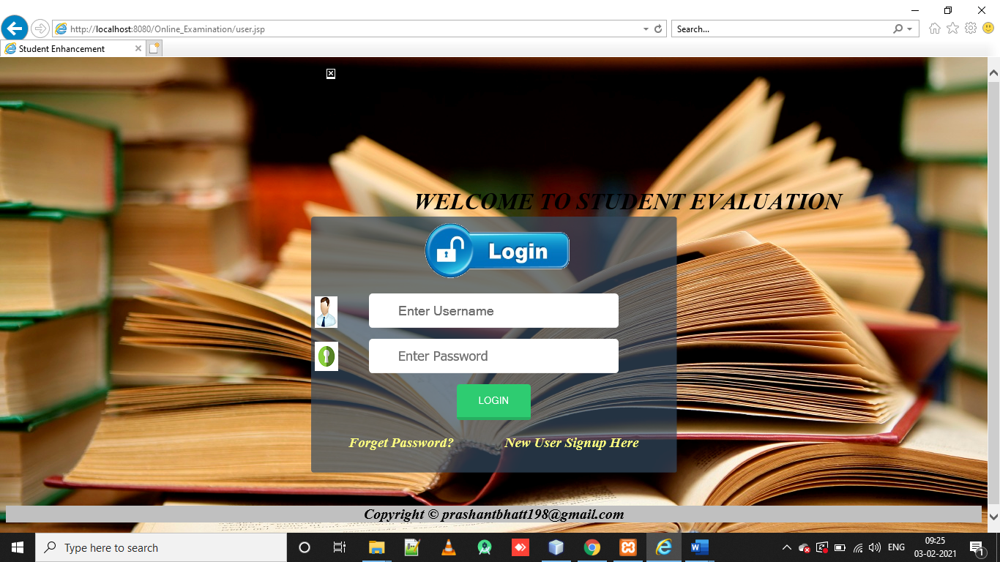 http://localhost:8080/Online_Examination/user.jsp
Search...
Student Enhancement
WELCOME TO STUDENT EVALUATION
Login
Enter Username
Enter Password
LOGIN
Forget Password? New User Signup Here
Copyright © prashantbhatt198@gmail.com
Type here to search
ENG
09:25
03-02-2021
1